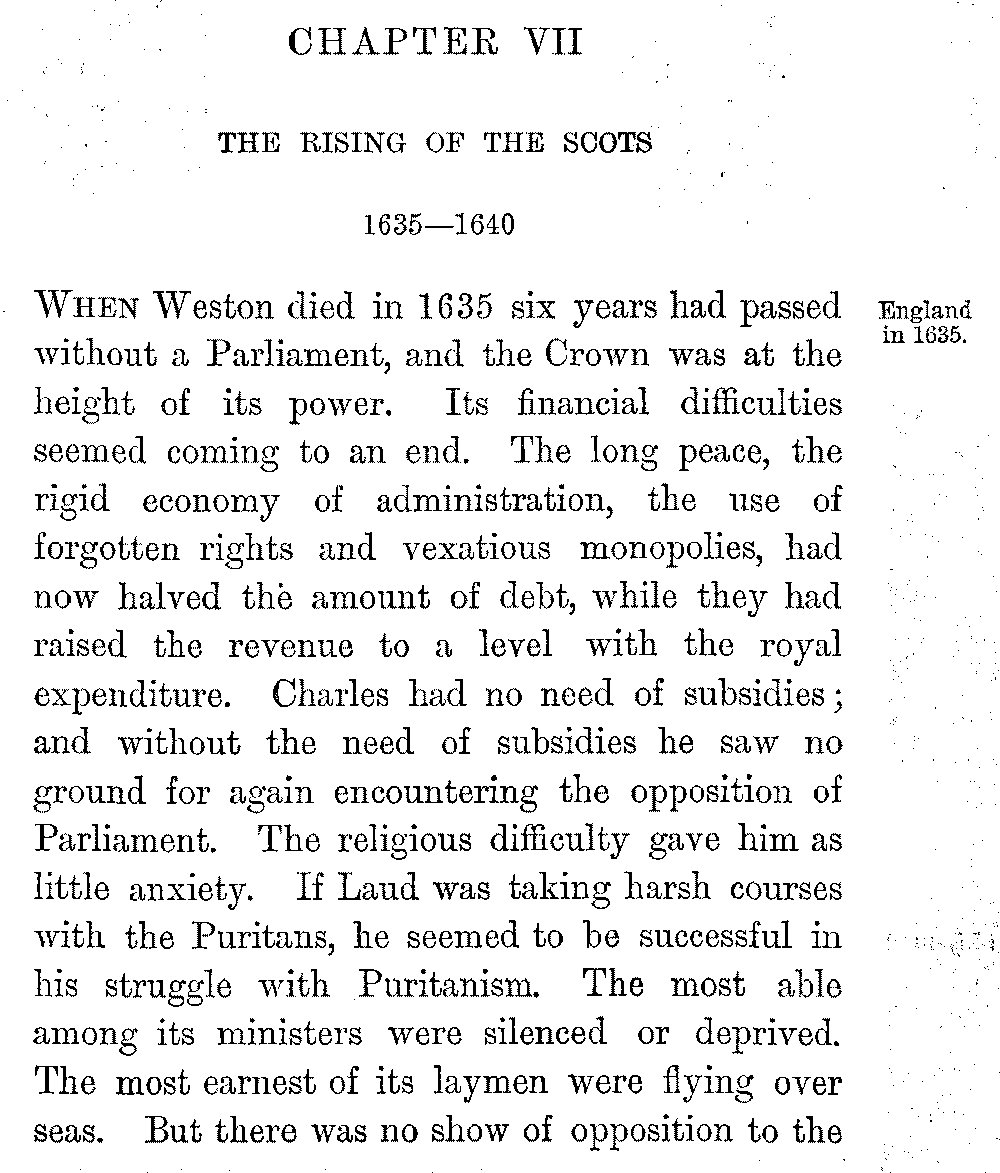 CHAPTER VII
THE RISING OF THE SCOTS
1635—1640
WHEN Weston died in 1635 six years had passed
England
in 1635.
without a Parliament, and the Crown was at the
height of its power. Its financial difficulties
seemed coming to an end. The long peace, the
rigid economy of administration, the use of
forgotten rights and vexatious monopolies, had
now halved the amount of debt, while they had
raised the revenue to a level with the royal
expenditure. Charles had no need of subsidies;
and without the need of subsidies he saw no
ground for again encountering the opposition of
Parliament. The religious difficulty gave him as
little anxiety. If Laud was taking harsh courses
with the Puritans, he seemed to be successful in
his struggle with Puritanism. The most able
among its ministers were silenced or deprived.
The most earnest of its laymen were flying over
seas. But there was no show of opposition to the